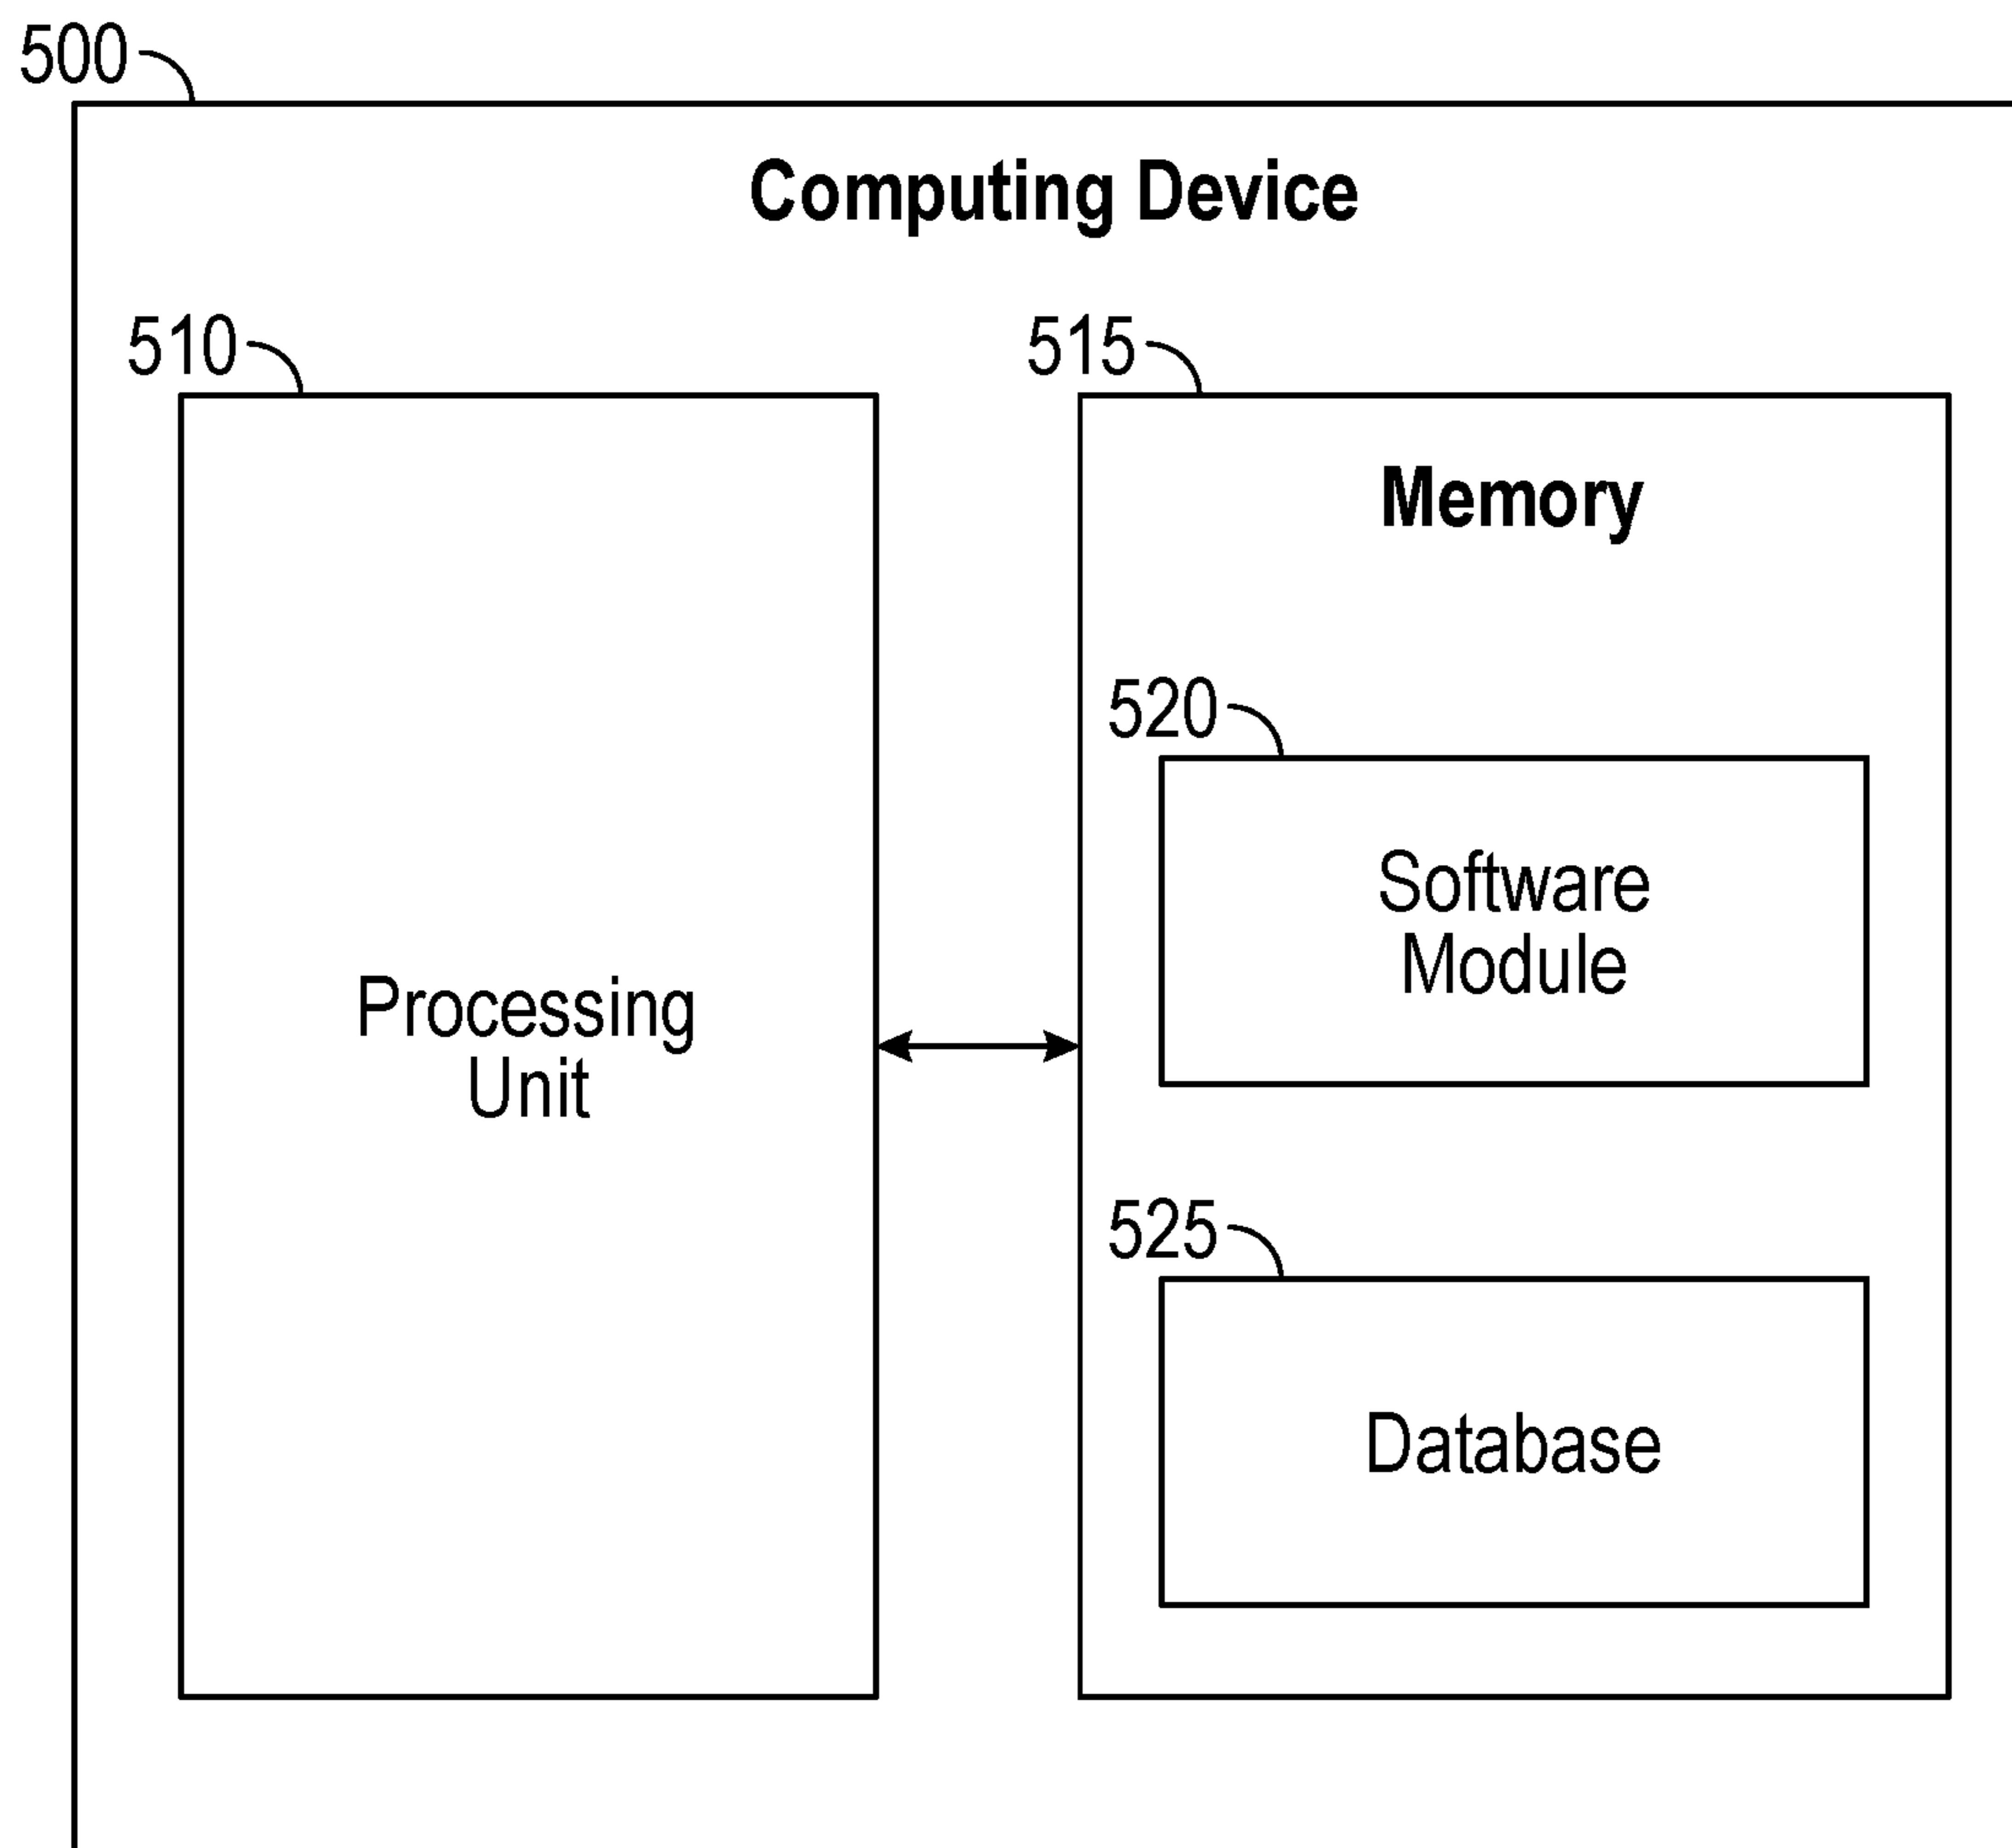 500
Computing Device
510
515
Memory
520
Software
Module
Processing
Unit
525
Database